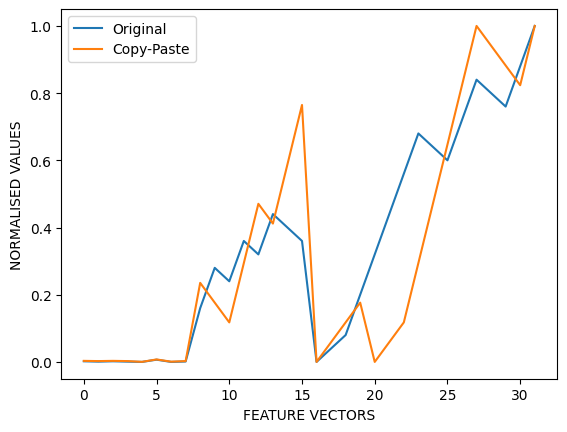 Original
Copy-Paste
NORMALISED VALUES
1.0
0.8
0.6
0.4
0.2
0.0
0 5 10 15 20 25 30
FEATURE VECTORS